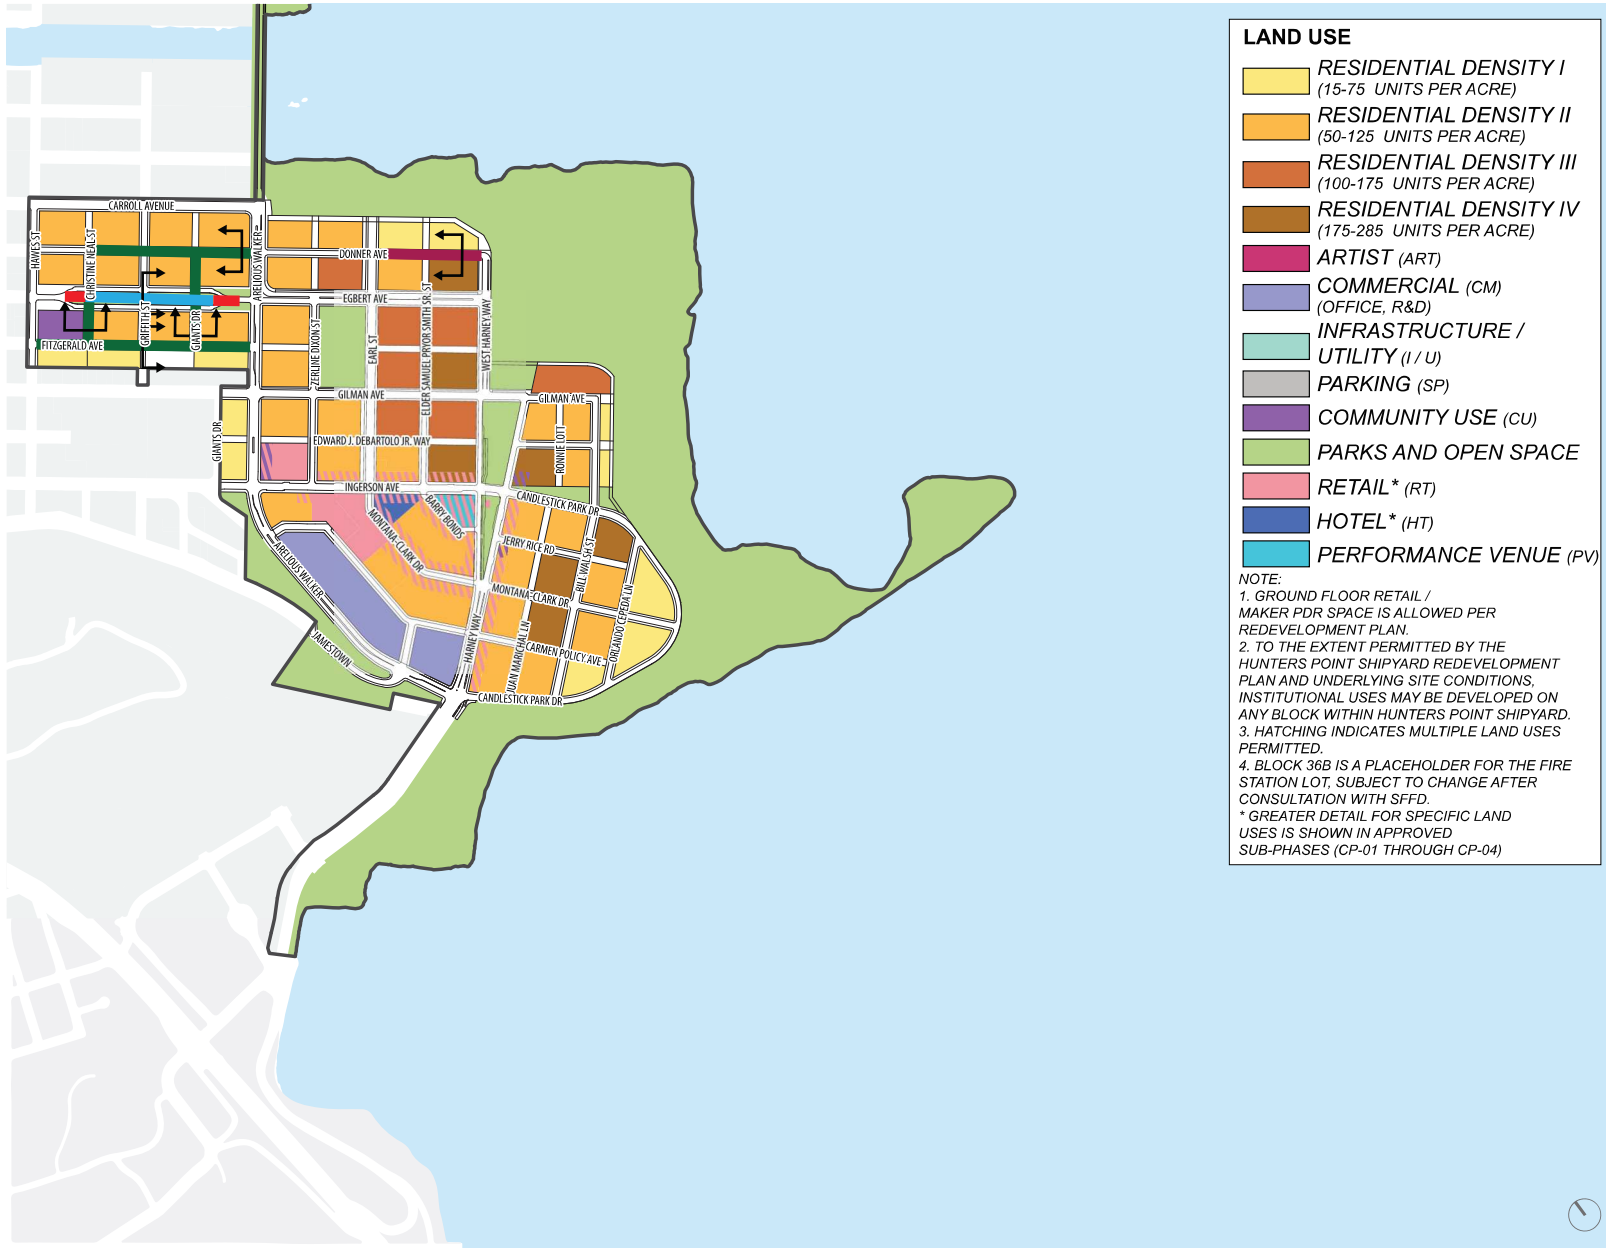 CARROLL AVENUE
HAWES ST
CHRISTINE NEAL-ST
ARELIOUS WALKER
DONNER AVE
EGBERT AVE
GRIFFITH ST
GIANTS DR
FITZGERALD AVE
ZERLINE DIXON-ST
EARL ST
ELDER SAMUEL PRYOR SMITH SR. ST
WEST HARNEY WAY
GILMAN AVE
GILMAN AVE
GIANTS DR
EDWARD J. DEBARTOLO JR. WAY
RONNIE LOTT
INGERSON AVE
CANDLESTICK PARK DR
MONTANA-CLARK DR
BARRY BONDS
JERRY RICE RD
BILL WALSH ST
ARELIOUS WALKER
MONTANA-CLARK DR
ORLANDO CEPEDA LN
JAMESTOWN
HARNEY WAY
JUAN MARICHAL LN
CARMEN POLICY AVE
CANDLESTICK PARK DR
LAND USE
RESIDENTIAL DENSITY I
(15-75 UNITS PER ACRE)
RESIDENTIAL DENSITY II
(50-125 UNITS PER ACRE)
RESIDENTIAL DENSITY III
(100-175 UNITS PER ACRE)
RESIDENTIAL DENSITY IV
(175-285 UNITS PER ACRE)
ARTIST (ART)
COMMERCIAL (CM)
(OFFICE, R&D)
INFRASTRUCTURE /
UTILITY (I / U)
PARKING (SP)
COMMUNITY USE (CU)
PARKS AND OPEN SPACE
RETAIL* (RT)
HOTEL* (HT)
PERFORMANCE VENUE (PV)
NOTE:
1. GROUND FLOOR RETAIL /
MAKER PDR SPACE IS ALLOWED PER
REDEVELOPMENT PLAN.
2. TO THE EXTENT PERMITTED BY THE
HUNTERS POINT SHIPYARD REDEVELOPMENT
PLAN AND UNDERLYING SITE CONDITIONS,
INSTITUTIONAL USES MAY BE DEVELOPED ON
ANY BLOCK WITHIN HUNTERS POINT SHIPYARD.
3. HATCHING INDICATES MULTIPLE LAND USES
PERMITTED.
4. BLOCK 36B IS A PLACEHOLDER FOR THE FIRE
STATION LOT, SUBJECT TO CHANGE AFTER
CONSULTATION WITH SFFD.
* GREATER DETAIL FOR SPECIFIC LAND
USES IS SHOWN IN APPROVED
SUB-PHASES (CP-01 THROUGH CP-04)